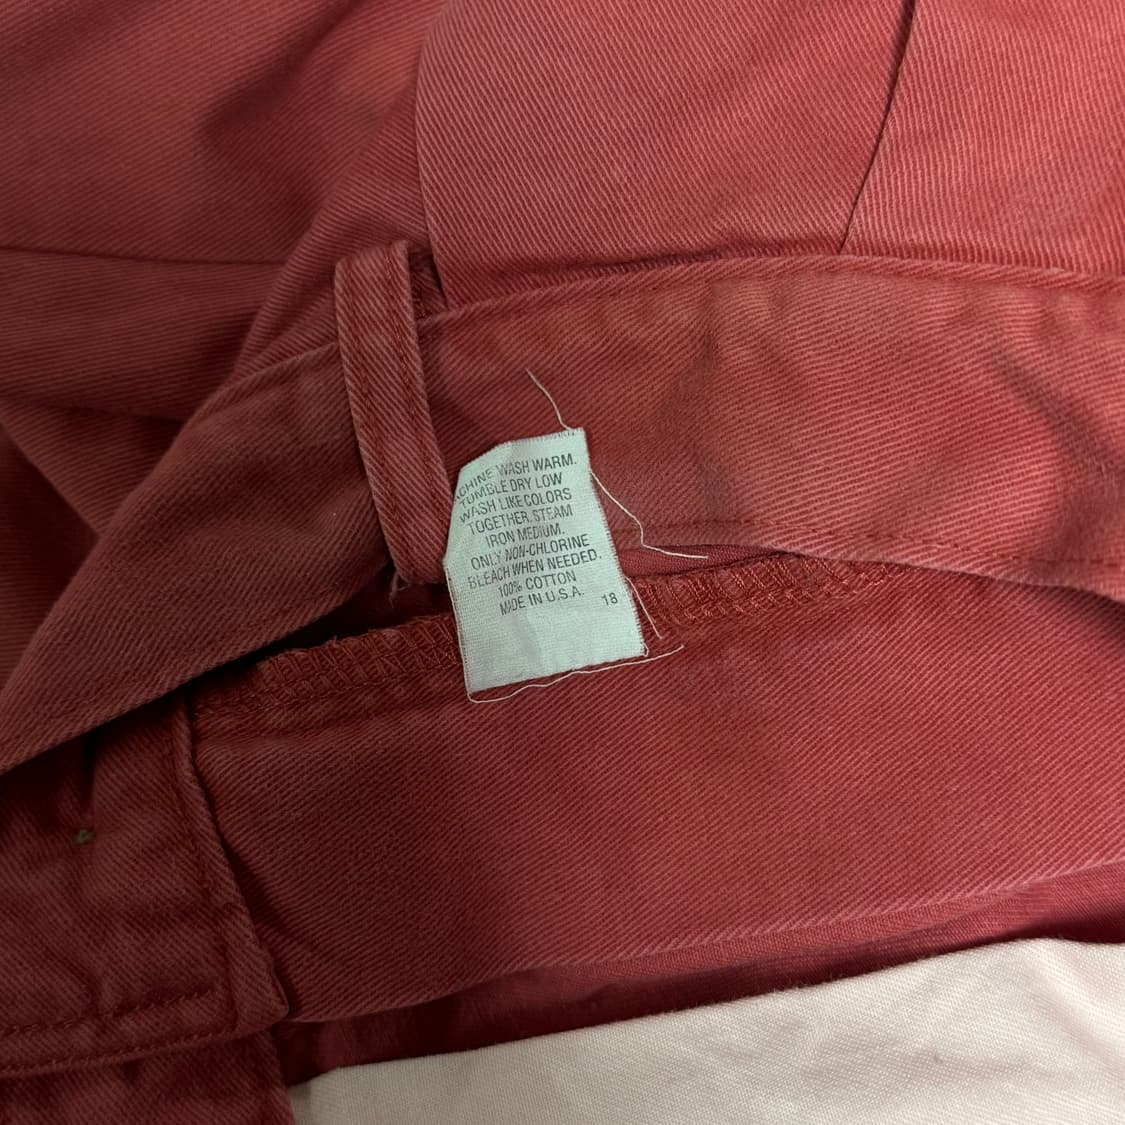 MACHINE WASH WARM.
TUMBLE DRY LOW
WASH LIKE COLORS
TOGETHER. STEAM
IRON MEDIUM.
ONLY NON-CHLORINE
BLEACH WHEN NEEDED.
100% COTTON
MADE IN U.S.A. 18